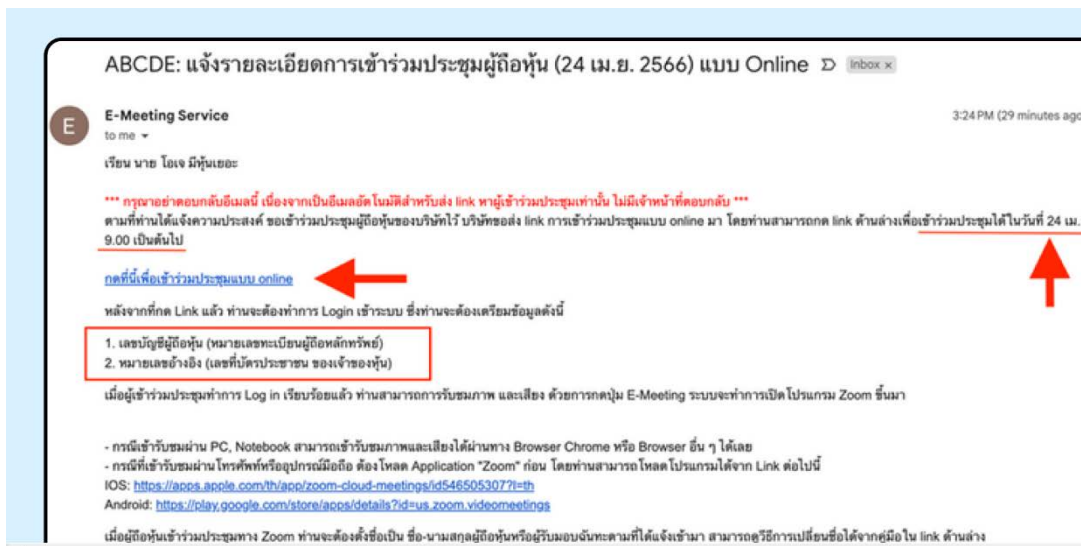 ABCDE: แจ้งรายละเอียดการเข้าร่วมประชุมผู้ถือหุ้น (24 เม.ย. 2566) แบบ Online Inbox ×
E
E-Meeting Service 3:24 PM (29 minutes ago
to me
เรียน นาย โอเจ มีหุ้นเยอะ
*** กรุณาอย่าตอบกลับอีเมลนี้ เนื่องจากเป็นอีเมลอัตโนมัติสำหรับส่ง link หาผู้เข้าร่วมประชุมเท่านั้น ไม่มีเจ้าหน้าที่ตอบกลับ ***
ตามที่ท่านได้แจ้งความประสงค์ ขอเข้าร่วมประชุมผู้ถือหุ้นของบริษัทไว้ บริษัทขอส่ง link การเข้าร่วมประชุมแบบ online มา โดยท่านสามารถกด link ด้านล่างเพื่อเข้าร่วมประชุมได้ในวันที่ 24 เม.
9.00 เป็นต้นไป
กดที่นี่เพื่อเข้าร่วมประชุมแบบ online
หลังจากที่กด Link แล้ว ท่านจะต้องทำการ Login เข้าระบบ ซึ่งท่านจะต้องเตรียมข้อมูลดังนี้
1. เลขบัญชีผู้ถือหุ้น (หมายเลขทะเบียนผู้ถือหลักทรัพย์)
2. หมายเลขอ้างอิง (เลขที่บัตรประชาชน ของเจ้าของหุ้น)
เมื่อผู้เข้าร่วมประชุมทำการ Log in เรียบร้อยแล้ว ท่านสามารถการรับชมภาพ และเสียง ด้วยการกดปุ่ม E-Meeting ระบบจะทำการเปิดโปรแกรม Zoom ขึ้นมา
- กรณีเข้ารับชมผ่าน PC, Notebook สามารถเข้ารับชมภาพและเสียงได้ผ่านทาง Browser Chrome หรือ Browser อื่น ๆ ได้เลย
- กรณีที่เข้ารับชมผ่านโทรศัพท์หรืออุปกรณ์มือถือ ต้องโหลด Application "Zoom" ก่อน โดยท่านสามารถโหลดโปรแกรมได้จาก Link ต่อไปนี้
IOS: https://apps.apple.com/th/app/zoom-cloud-meetings/id546505307?l=th
Android: https://play.google.com/store/apps/details?id=us.zoom.videomeetings
เมื่อผู้ถือหุ้นเข้าร่วมประชุมทาง Zoom ท่านจะต้องตั้งชื่อเป็น ชื่อ-นามสกุลผู้ถือหุ้นหรือผู้รับมอบฉันทะตามที่ได้แจ้งเข้ามา สามารถดูวิธีการเปลี่ยนชื่อได้จากคู่มือใน link ด้านล่าง